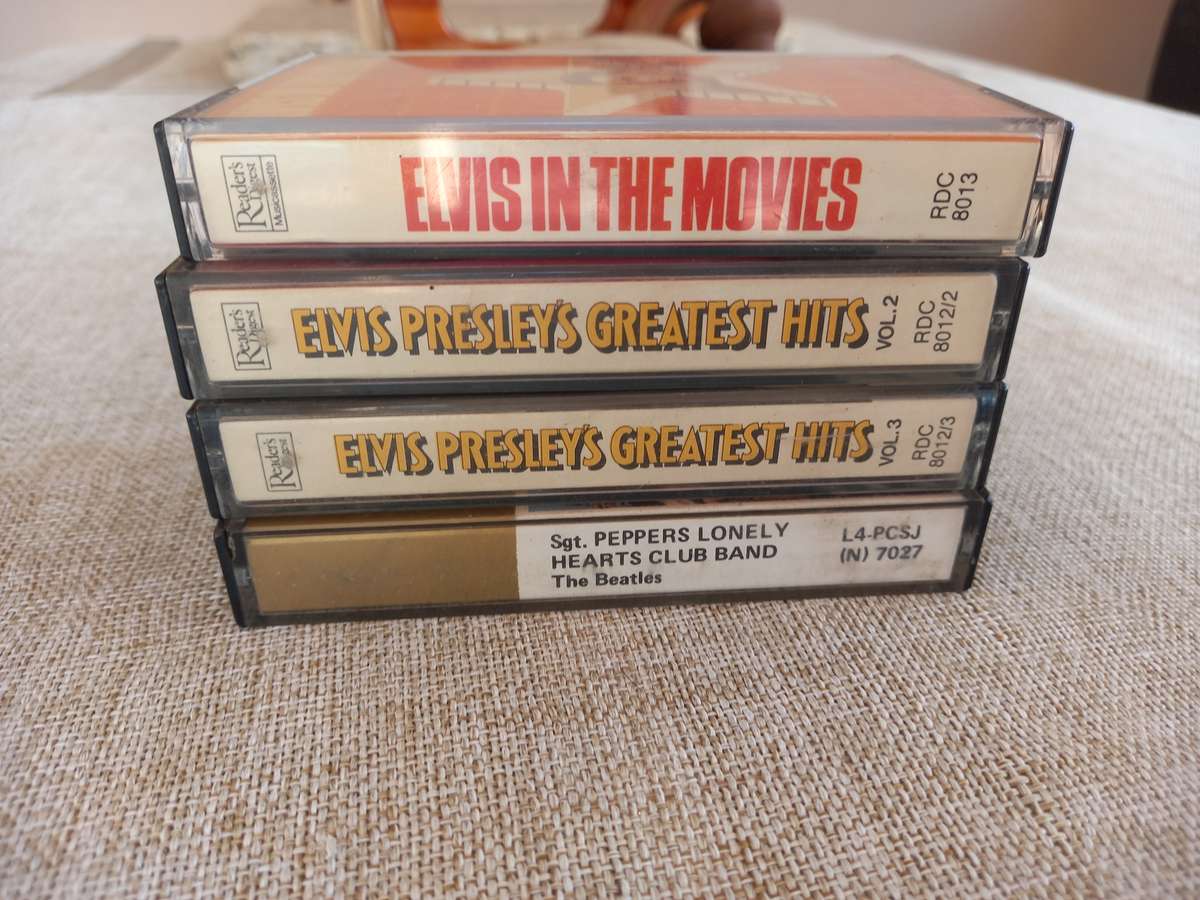 Reader's
Digest
Musicassette
ELVIS IN THE MOVIES
RDC
8013
Reader's
Digest
ELVIS PRESLEY'S GREATEST HITS
VOL.2
RDC
8012/2
Reader's
Digest
ELVIS PRESLEY'S GREATEST HITS
VOL.3
RDC
8012/3
Sgt. PEPPERS LONELY
HEARTS CLUB BAND
The Beatles
L4-PCSJ
(N) 7027